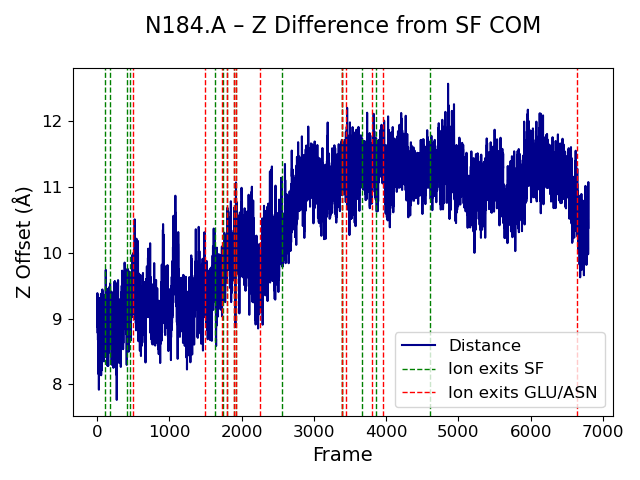 N184.A – Z Difference from SF COM
Z Offset (Å)
12
11
10
9
8
Distance
Ion exits SF
Ion exits GLU/ASN
0 1000 2000 3000 4000 5000 6000 7000
Frame